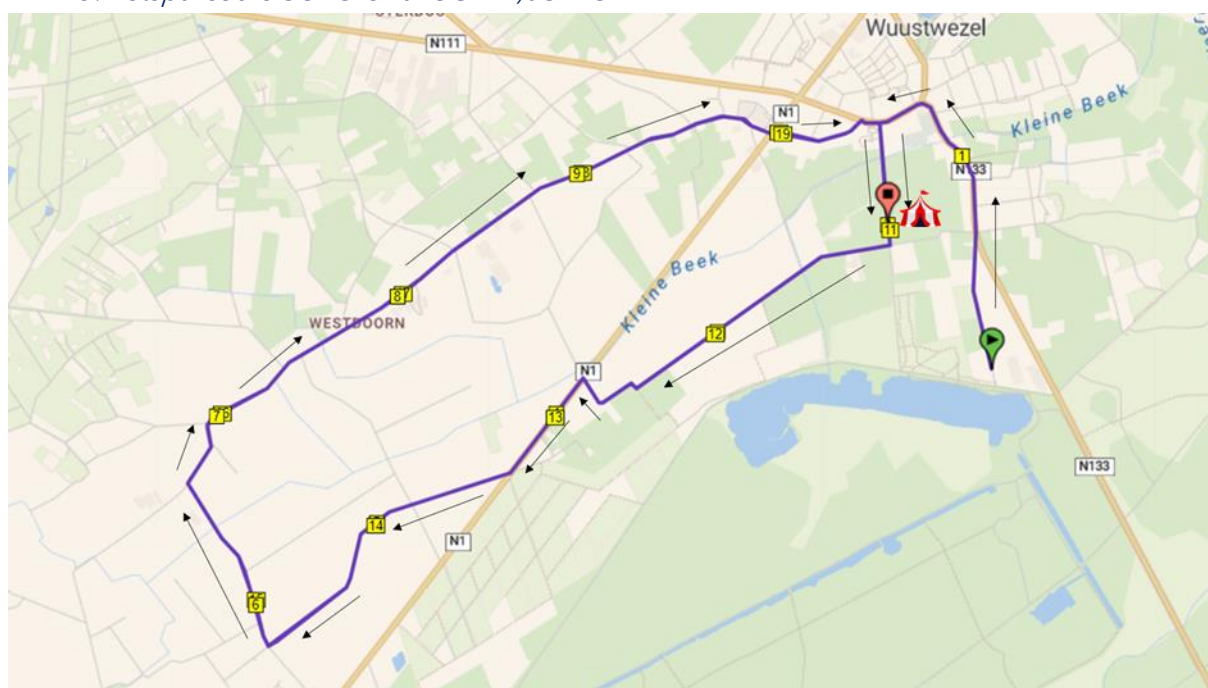 Wuustwezel
N111
N1
19
Kleine Beek
1
N133
9
11
Kleine Beek
8
WESTDOORN
12
N1
7
13
N133
14
N1
6